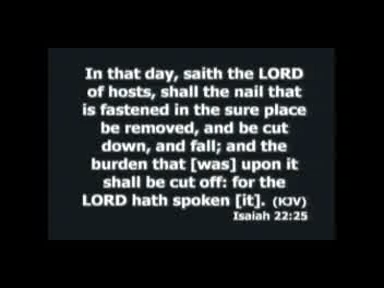 In that day, saith the LORD
of hosts, shall the nail that
is fastened in the sure place
be removed, and be cut
down, and fall; and the
burden that [was] upon it
shall be cut off: for the
LORD hath spoken [it]. (KJV)
Isaiah 22:25